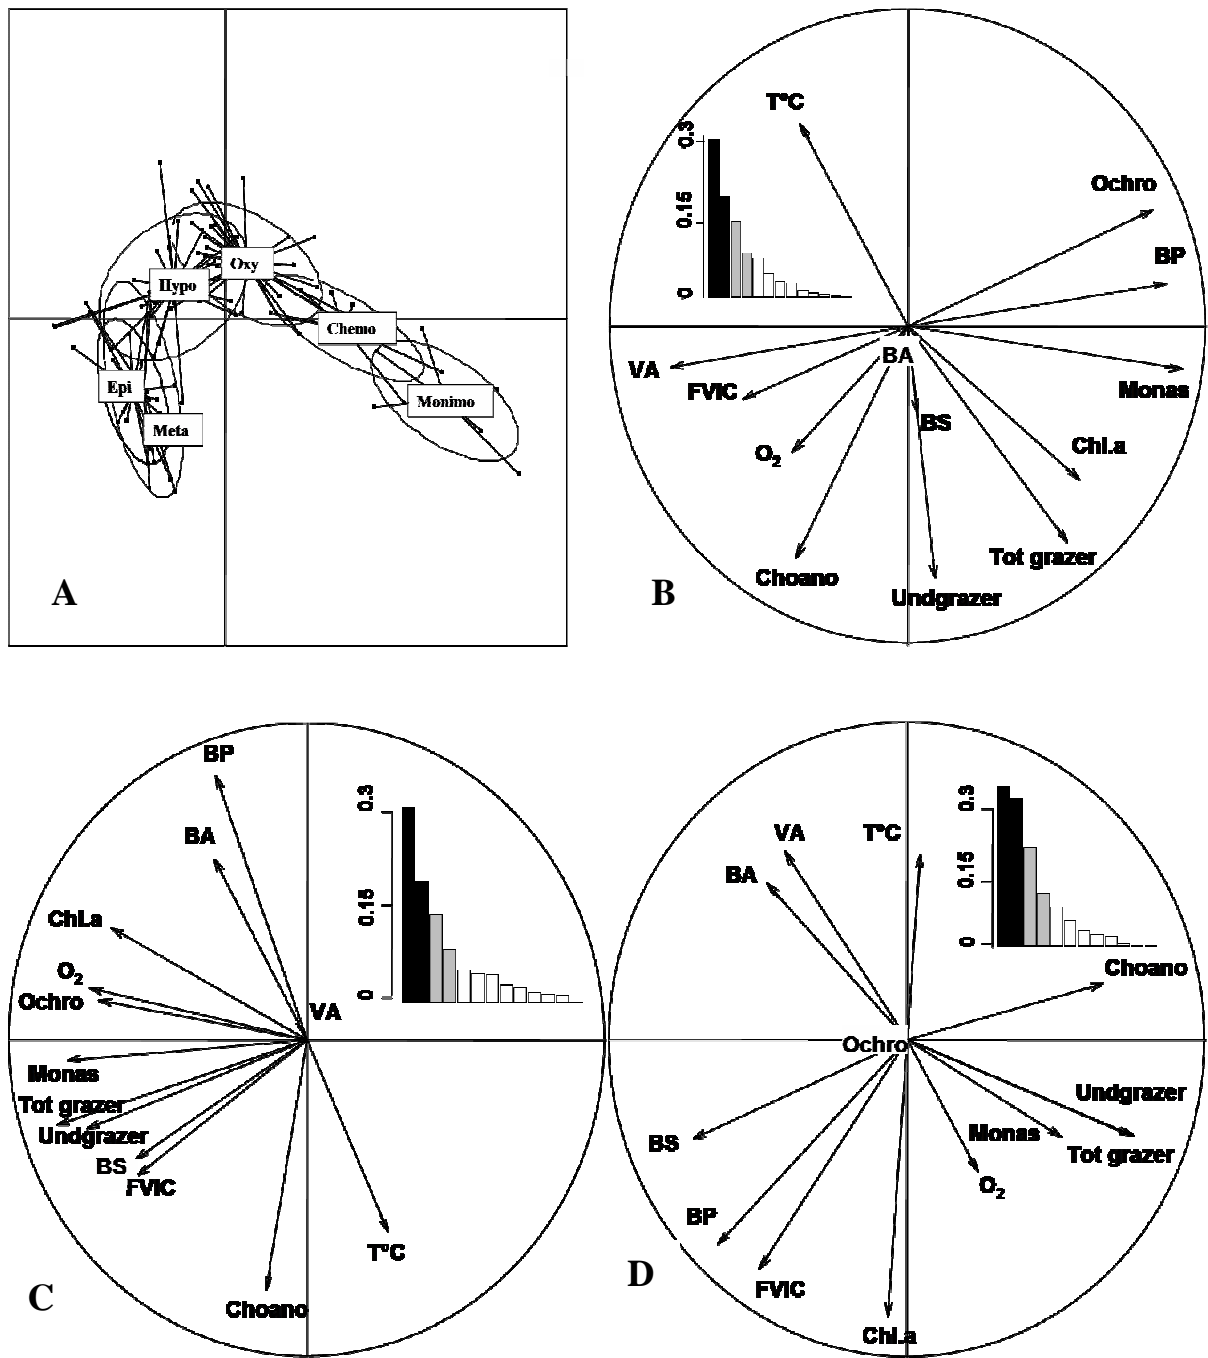 Oxy
Hypo
Chemo
Epi
Monimo
Meta
A
T°C
0.3
0.15
0
Ochro
BP
BA
VA
FVIC
Monas
BS
Chl.a
O2
Tot grazer
Choano
Undgrazer
B
BP
BA
0.3
0.15
0
Chl.a
O2
Ochro
VA
Monas
Tot grazer
Undgrazer
BS
FVIC
T°C
Choano
C
VA
T°C
0.3
0.15
0
BA
Choano
Ochro
Undgrazer
BS
Monas
Tot grazer
O2
BP
FVIC
Chl.a
D